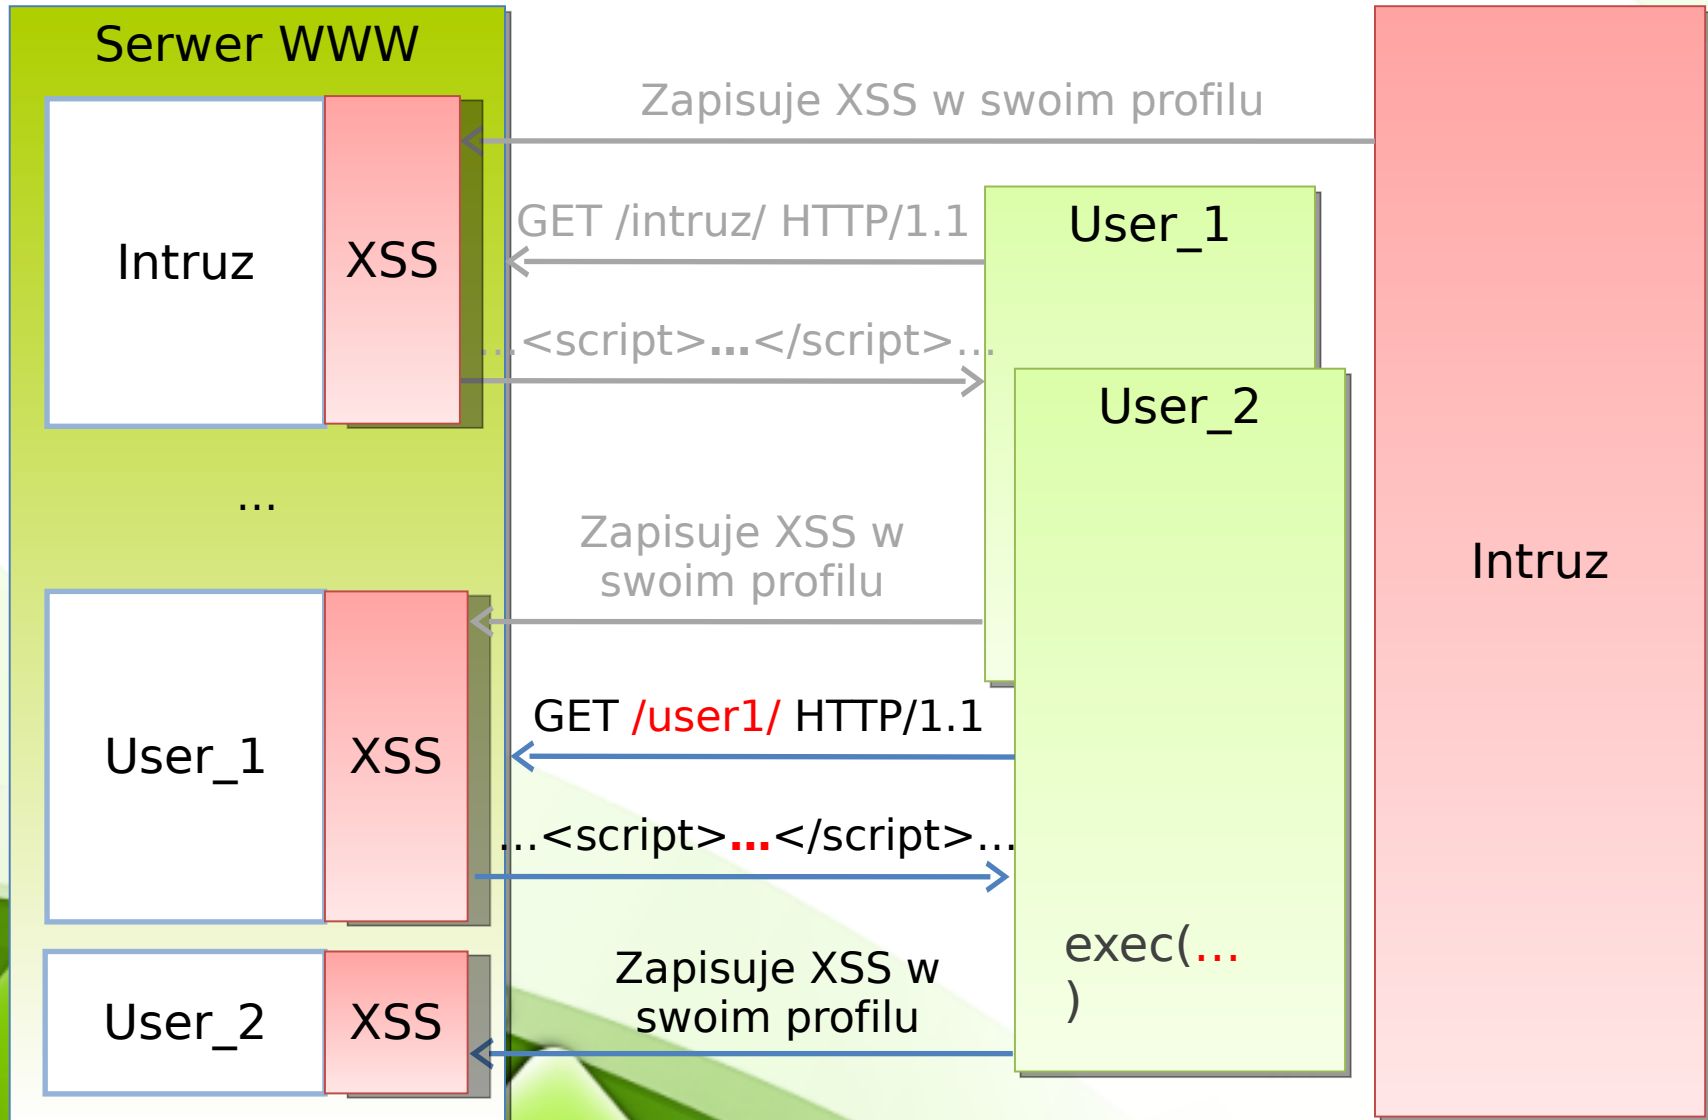 Serwer WWW
Zapisuje XSS w swoim profilu
Intruz
XSS
GET /intruz/ HTTP/1.1
User_1
...<script>...</script>...
User_2
...
Zapisuje XSS w
swoim profilu
Intruz
GET /user1/ HTTP/1.1
User_1
XSS
...<script>...</script>...
exec(...
)
Zapisuje XSS w
swoim profilu
User_2
XSS